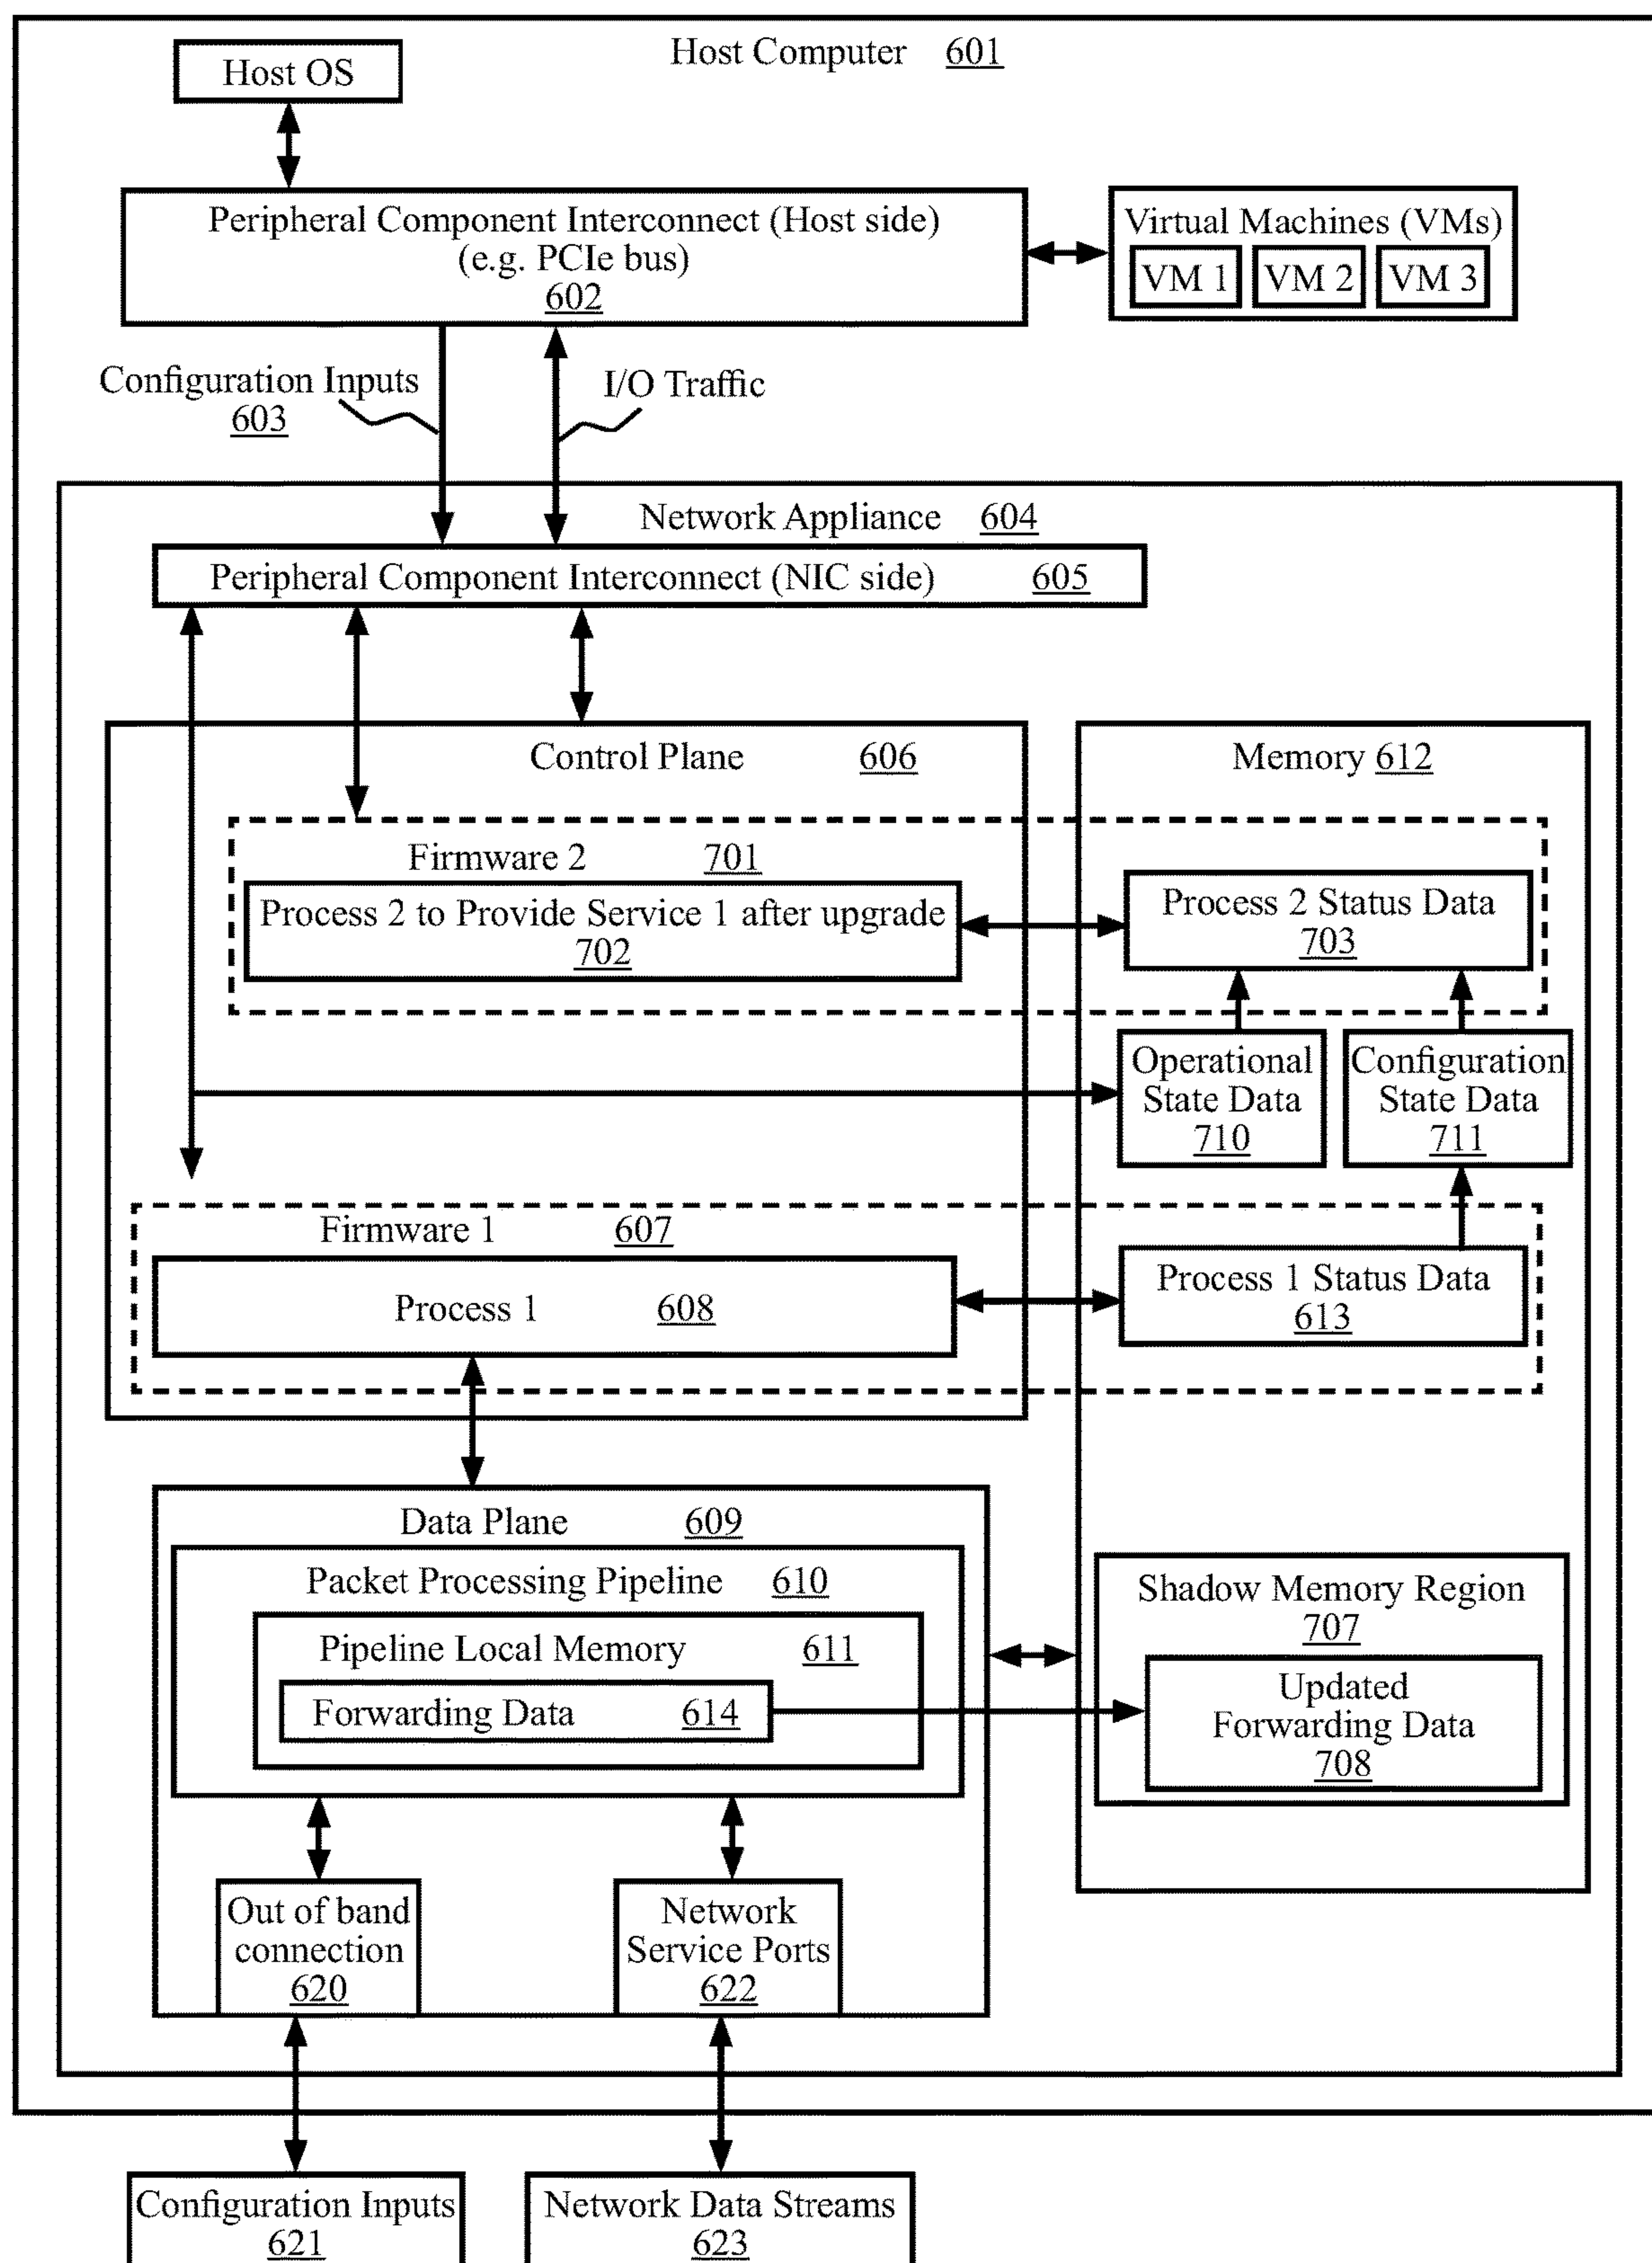 Host Computer 601
Host OS
Peripheral Component Interconnect (Host side)
(e.g. PCIe bus)
602
Virtual Machines (VMs)
VM 1 VM 2 VM 3
Configuration Inputs
603
I/O Traffic
Network Appliance 604
Peripheral Component Interconnect (NIC side) 605
Control Plane 606
Memory 612
Firmware 2 701
Process 2 to Provide Service 1 after upgrade
702
Process 2 Status Data
703
Operational
State Data
710
Configuration
State Data
711
Firmware 1 607
Process 1 608
Process 1 Status Data
613
Data Plane 609
Packet Processing Pipeline 610
Pipeline Local Memory 611
Forwarding Data 614
Shadow Memory Region
707
Updated
Forwarding Data
708
Out of band
connection
620
Network
Service Ports
622
Configuration Inputs
621
Network Data Streams
623